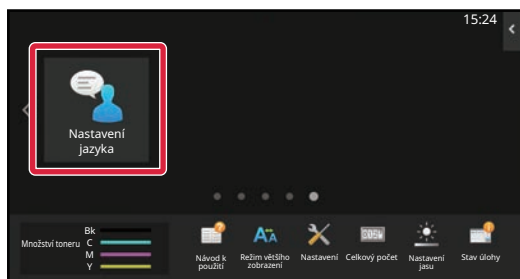 15:24
Nastavení
jazyka
Množství toneru
Bk
C
M
Y
Návod k
použití
Režim většího
zobrazení
Nastavení
Celkový počet
Nastavení
jasu
Stav úlohy